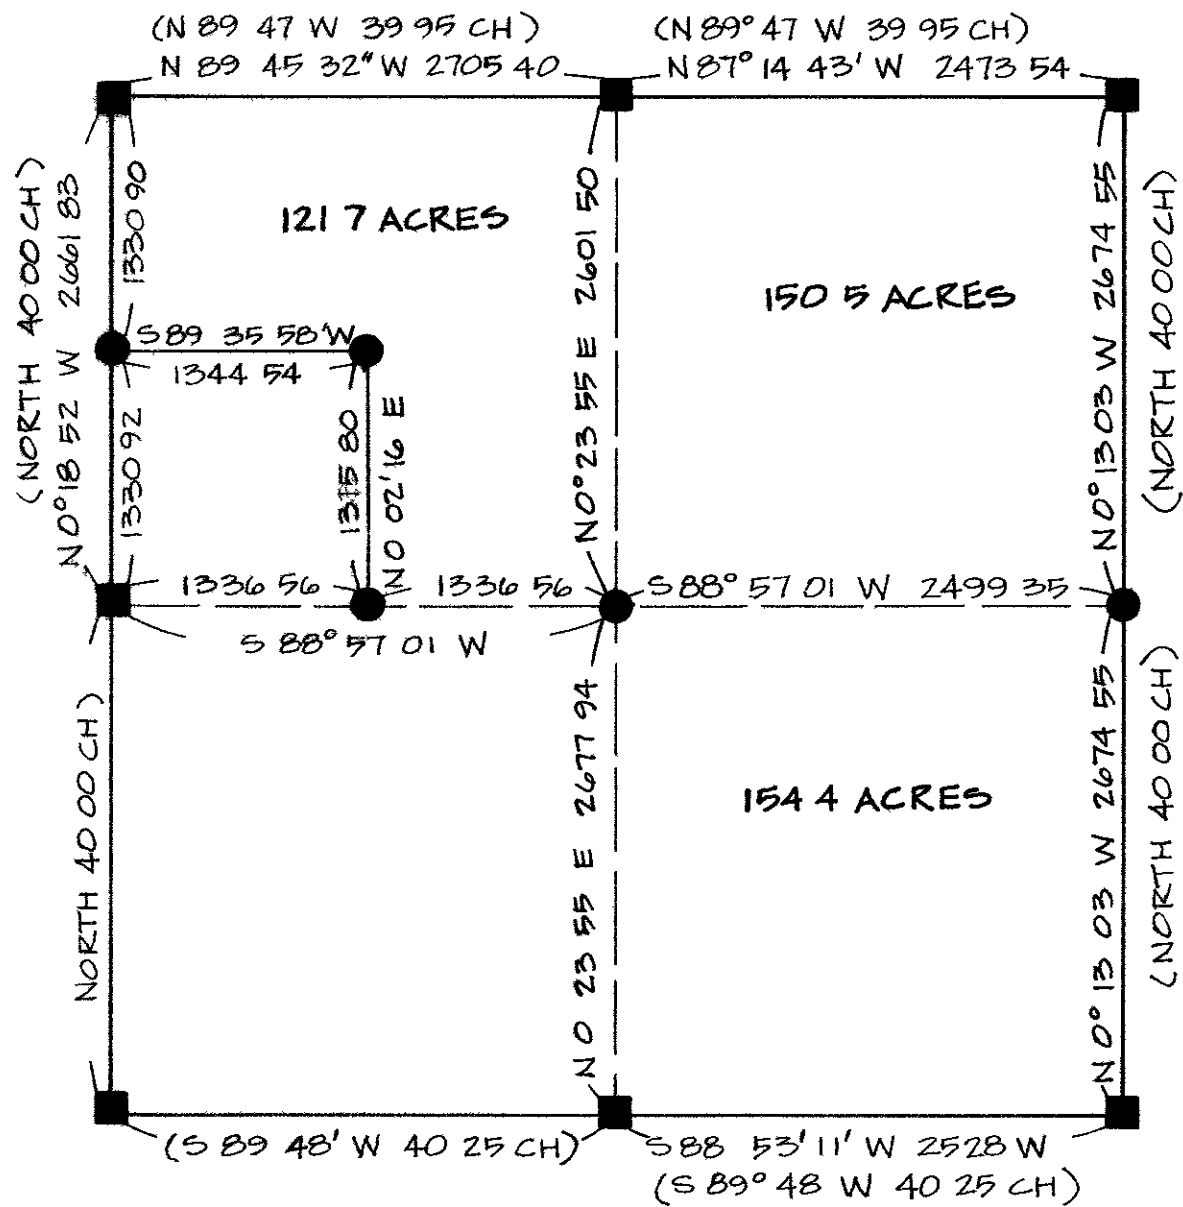 (N 89 47 W 39 95 CH)
N 89 45 32" W 2705 40
(N 89° 47 W 39 95 CH)
N 87° 14 43' W 2473 54
(NORTH 40 00 CH)
N 0° 18 52 W 2661 83
1330 90
121 7 ACRES
N 0° 23 55 E 2601 50
150 5 ACRES
N 0° 13 03 W 2674 55
(NORTH 40 00 CH)
S 89 35 58' W
1344 54
1330 92
1315 80
N 0 02' 16 E
1336 56
1336 56
S 88° 57 01 W 2499 35
S 88° 57 01 W
NORTH 40 00 CH)
N 0 23 55 E 2677 94
154 4 ACRES
N 0° 13 03 W 2674 55
(NORTH 40 00 CH)
(S 89 48' W 40 25 CH)
S 88 53' 11' W 2528 W
(S 89° 48 W 40 25 CH)